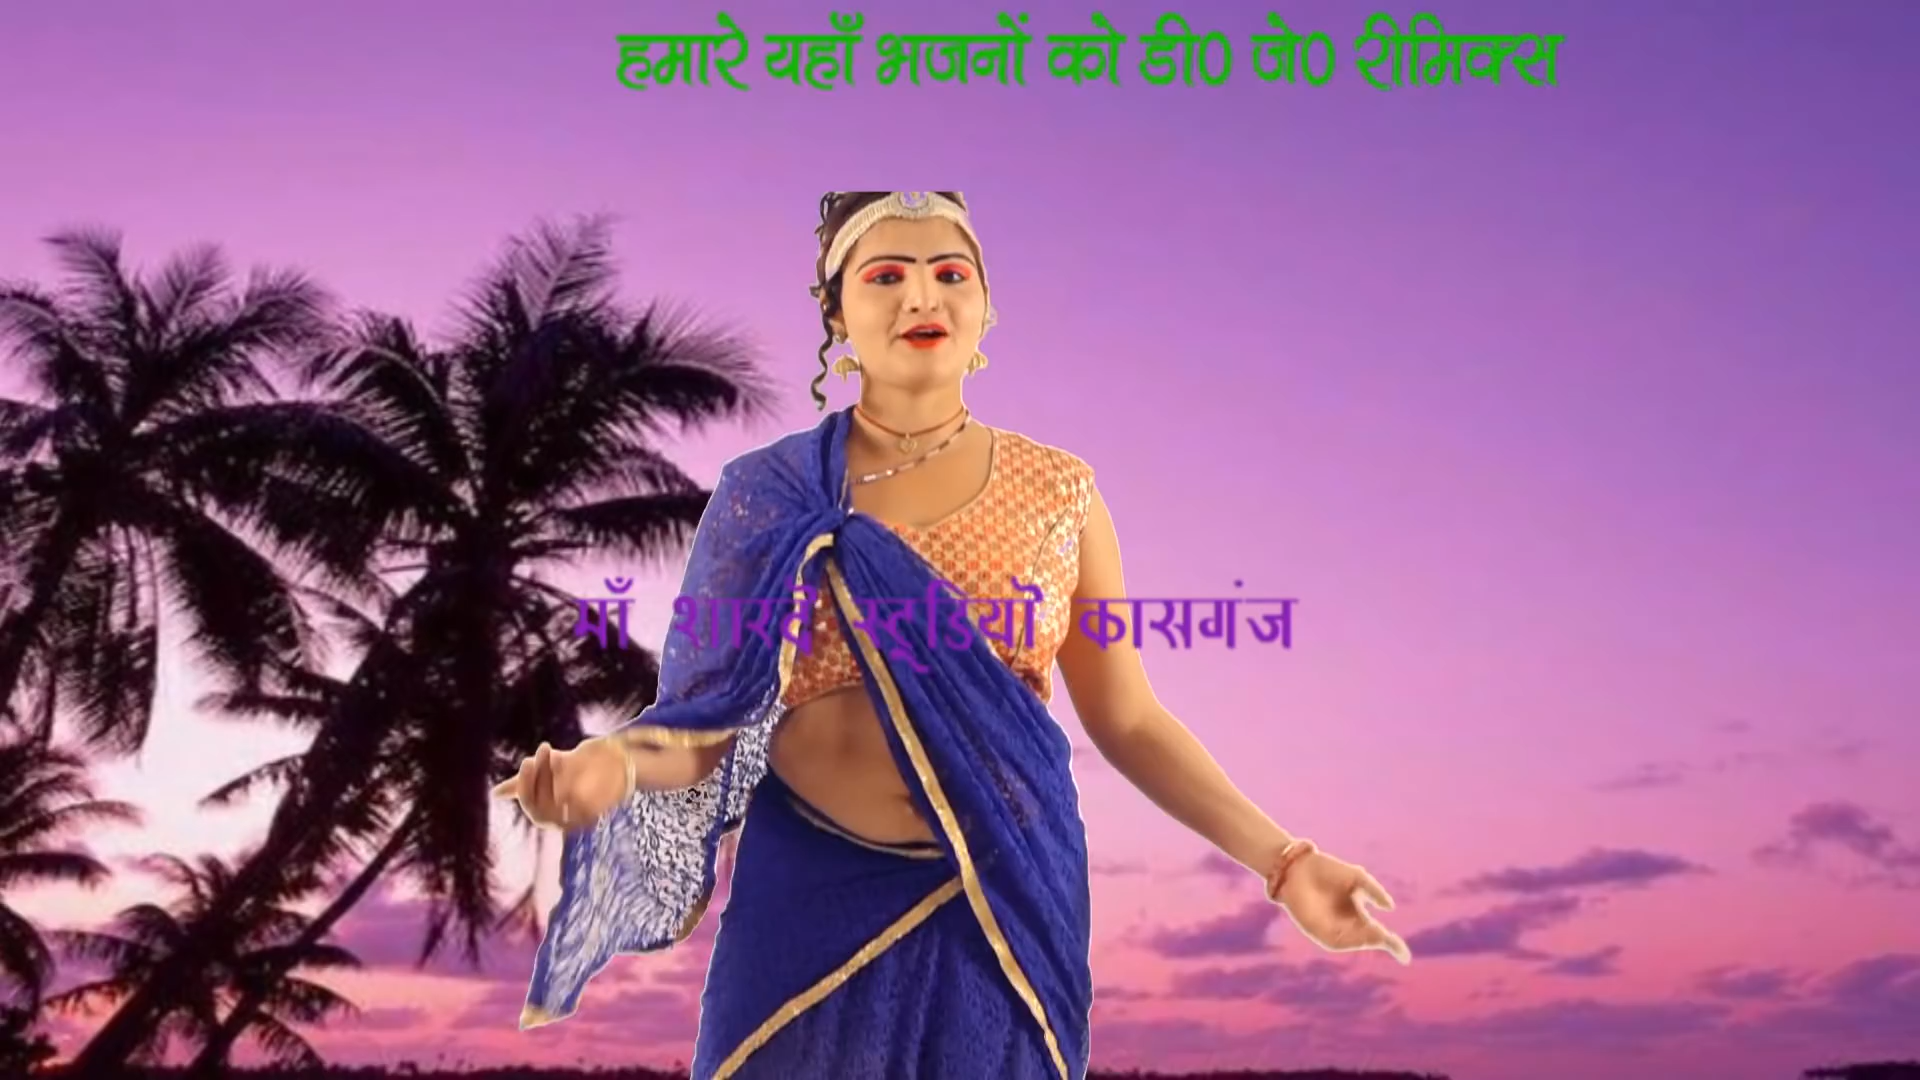 हमारे यहाँ भजनों को डी0 जे0 रीमिक्स
माँ शारदे स्टूडियो कासगंज